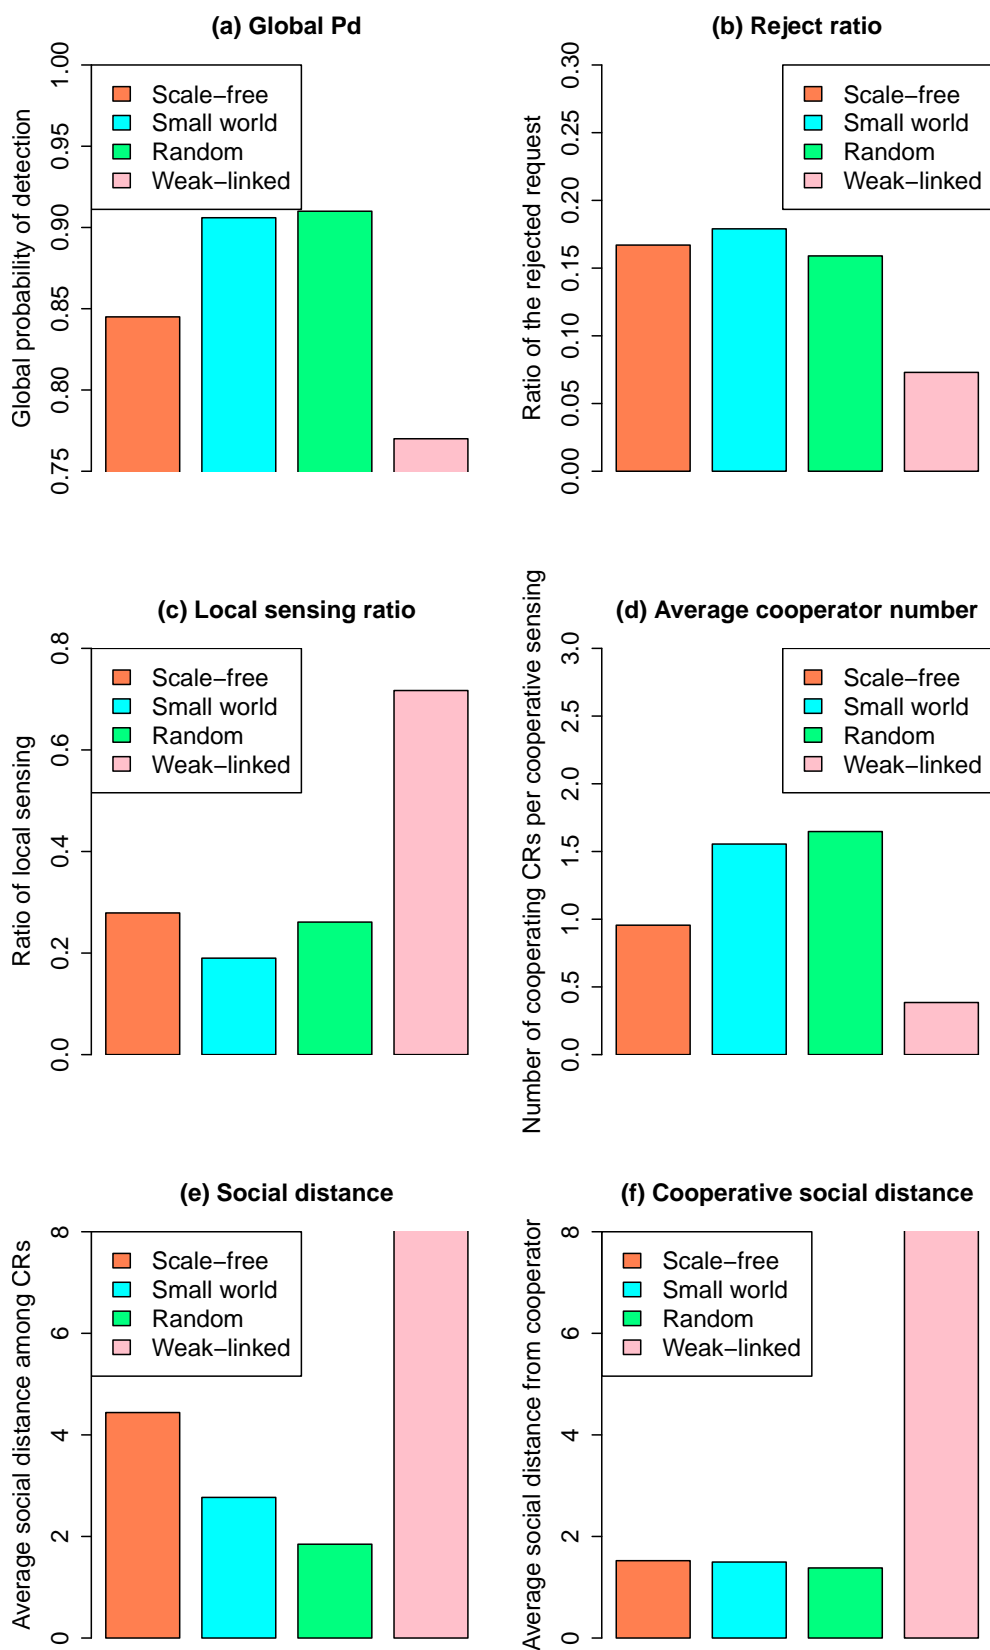 (a) Global Pd
Global probability of detection
1.00
0.95
0.90
0.85
0.80
0.75
Scale−free
Small world
Random
Weak−linked
(b) Reject ratio
Ratio of the rejected request
0.30
0.25
0.20
0.15
0.10
0.05
0.00
Scale−free
Small world
Random
Weak−linked
(c) Local sensing ratio
Ratio of local sensing
0.8
0.6
0.4
0.2
0.0
Scale−free
Small world
Random
Weak−linked
(d) Average cooperator number
Number of cooperating CRs per cooperative sensing
3.0
2.5
2.0
1.5
1.0
0.5
0.0
Scale−free
Small world
Random
Weak−linked
(e) Social distance
Average social distance among CRs
8
6
4
2
0
Scale−free
Small world
Random
Weak−linked
(f) Cooperative social distance
Average social distance from cooperator
8
6
4
2
0
Scale−free
Small world
Random
Weak−linked